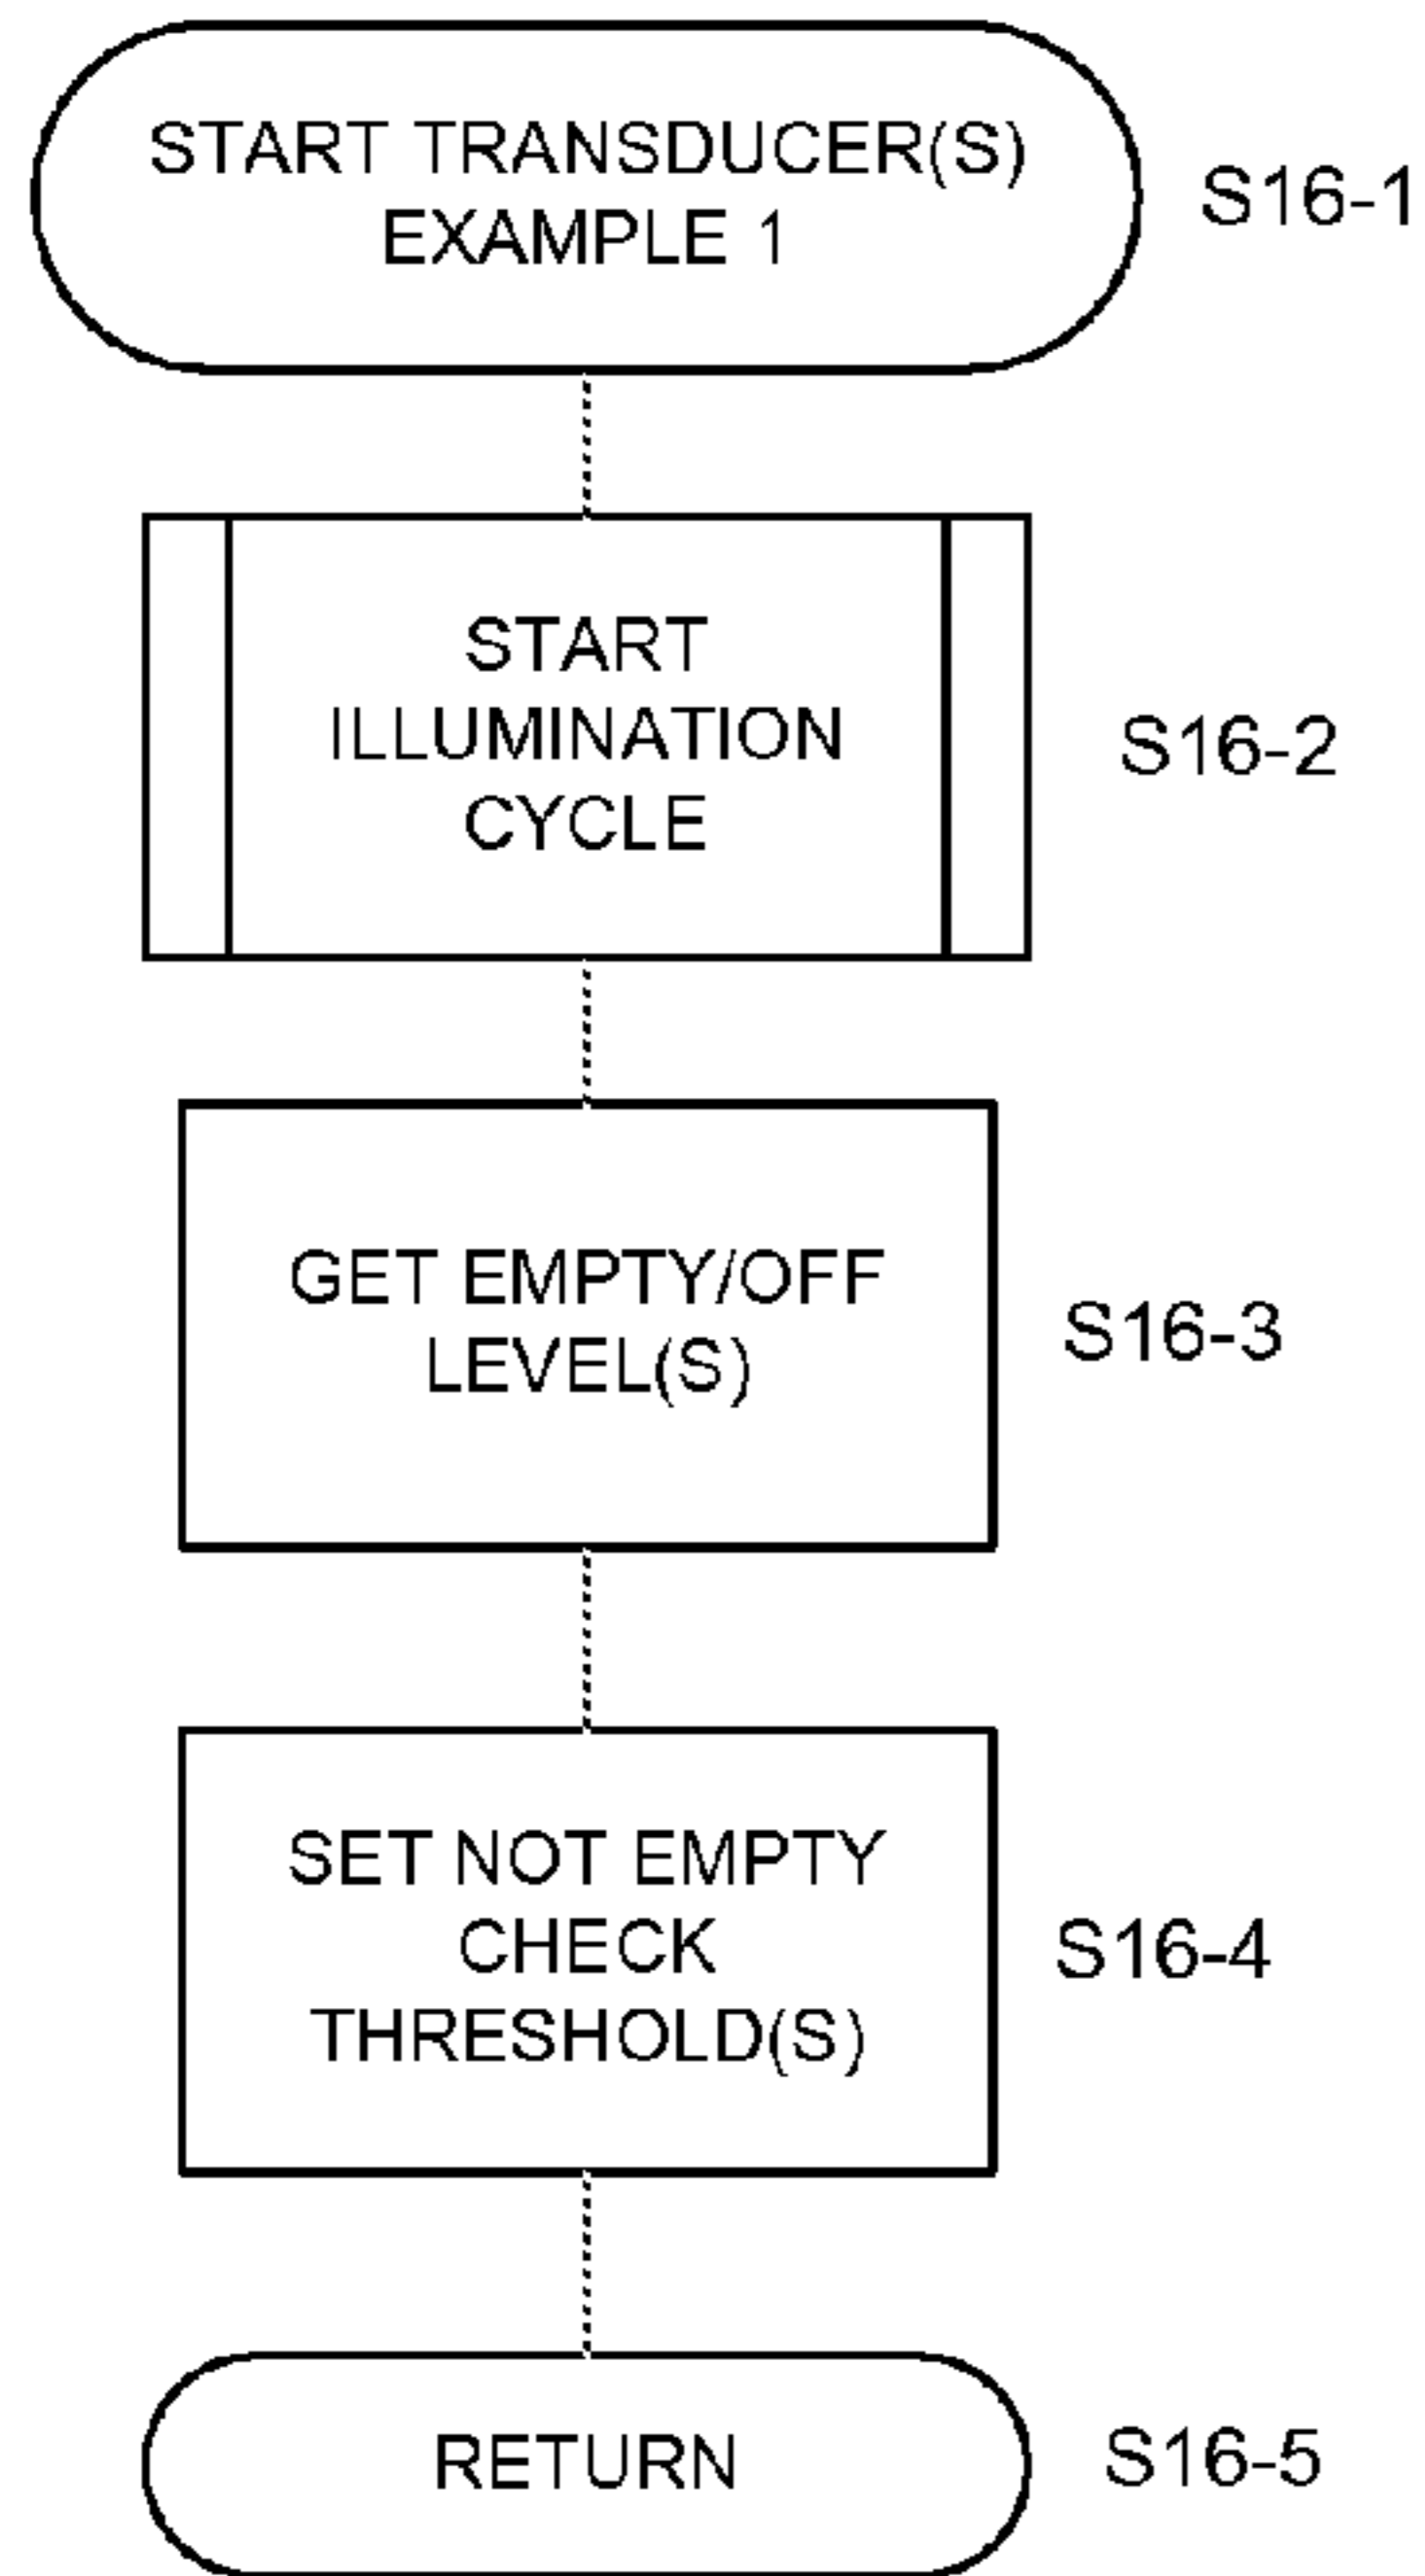 START TRANSDUCER(S)
EXAMPLE 1
S16-1
START
ILLUMINATION
CYCLE
S16-2
GET EMPTY/OFF
LEVEL(S)
S16-3
SET NOT EMPTY
CHECK
THRESHOLD(S)
S16-4
RETURN
S16-5